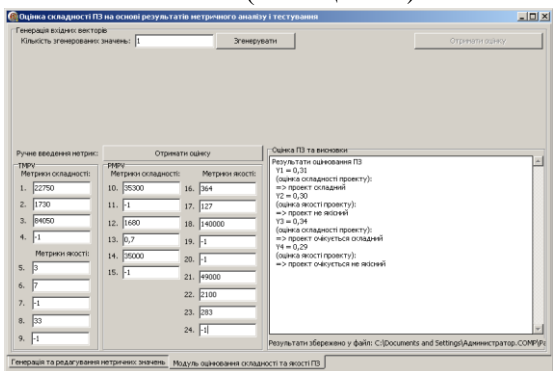 Оцінка складності ПЗ на основі результатів метричного аналізу і тестування
Генерація вхідних векторів
Кількість згенерованих значень: 1 Згенерувати Отримати оцінку
Ручне введення метрик: Отримати оцінку
TMPV
Метрики складності:
1. 22750
2. 1730
3. 84050
4. -1
Метрики якості:
5. 3
6. 7
7. -1
8. 33
9. -1
PMPV
Метрики складності:
10. 35300
11. -1
12. 1680
13. 0,7
14. 35000
15. -1
Метрики якості:
16. 364
17. 127
18. 140000
19. -1
20. -1
21. 49000
22. 2100
23. 283
24. -1
Оцінка ПЗ та висновки
Результати оцінювання ПЗ
Y1 = 0,31
(оцінка складності проекту):
=> проект складний
Y2 = 0,30
(оцінка якості проекту):
=> проект не якісний
Y3 = 0,34
(оцінка складності проекту):
=> проект очікується складний
Y4 = 0,29
(оцінка якості проекту):
=> проект очікується не якісний
Результати збережено у файл: C:\Documents and Settings\Администратор.COMP\Ра
Генерація та редагування метричних значень Модуль оцінювання складності та якості ПЗ